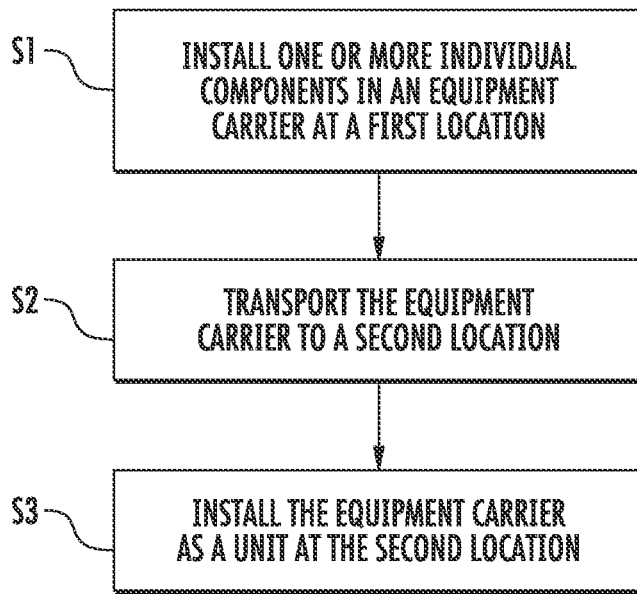 S1
INSTALL ONE OR MORE INDIVIDUAL
COMPONENTS IN AN EQUIPMENT
CARRIER AT A FIRST LOCATION
S2
TRANSPORT THE EQUIPMENT
CARRIER TO A SECOND LOCATION
S3
INSTALL THE EQUIPMENT CARRIER
AS A UNIT AT THE SECOND LOCATION